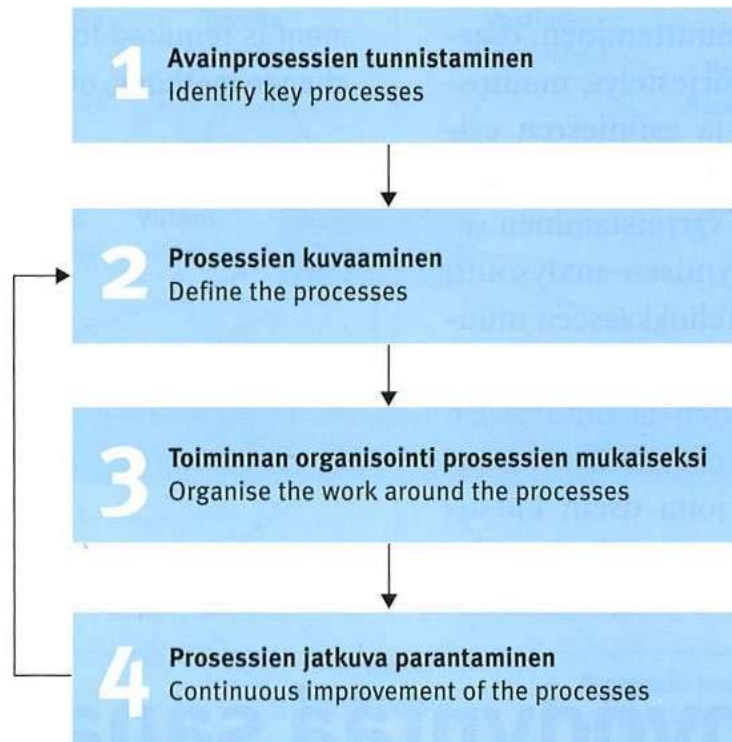 1
Avainprosessien tunnistaminen
Identify key processes
2
Prosessien kuvaaminen
Define the processes
3
Toiminnan organisointi prosessien mukaiseksi
Organise the work around the processes
4
Prosessien jatkuva parantaminen
Continuous improvement of the processes